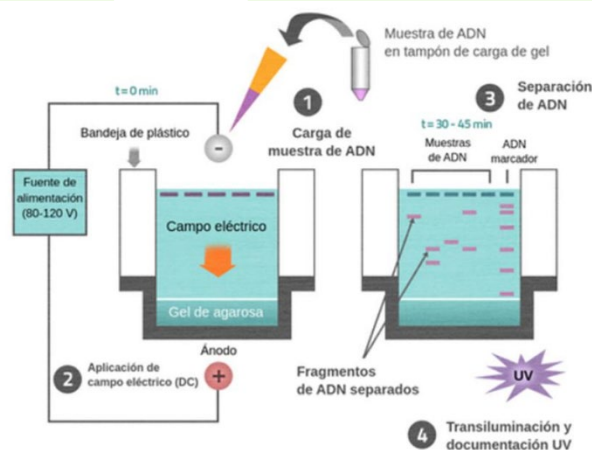 Muestra de ADN
en tampón de carga de gel
t=0 min
1
Carga de
muestra de ADN
3
Separación
de ADN
t=30 - 45 min
Bandeja de plástico
-
Muestras
de ADN
ADN
marcador
Fuente de
alimentación
(80-120 V)
Campo eléctrico
Gel de agarosa
Ánodo
2
Aplicación de
campo eléctrico (DC)
+
Fragmentos
de ADN separados
UV
4
Transiluminación y
documentación UV